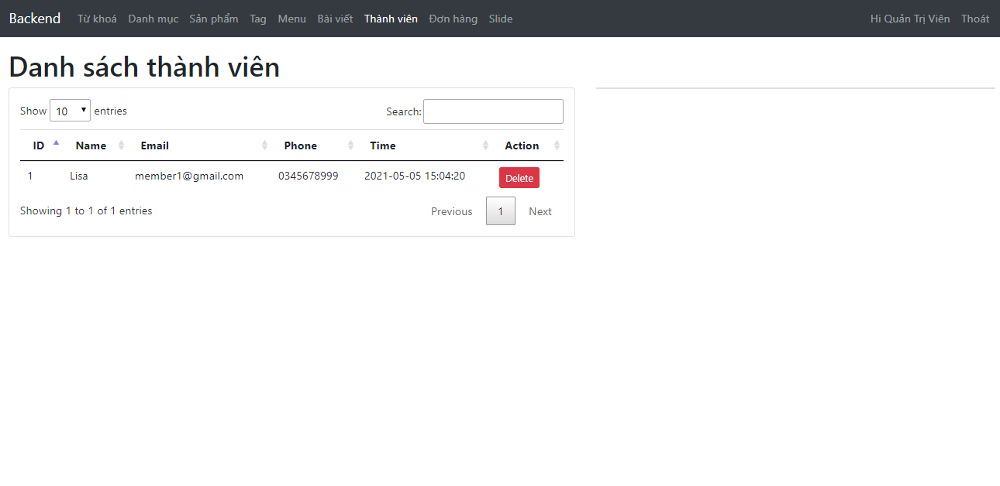 Backend Từ khoá Danh mục Sản phẩm Tag Menu Bài viết Thành viên Đơn hàng Slide Hi Quản Trị Viên Thoát
Danh sách thành viên
Show 10 entries Search:
ID Name Email Phone Time Action
1 Lisa member1@gmail.com 0345678999 2021-05-05 15:04:20 Delete
Showing 1 to 1 of 1 entries Previous 1 Next